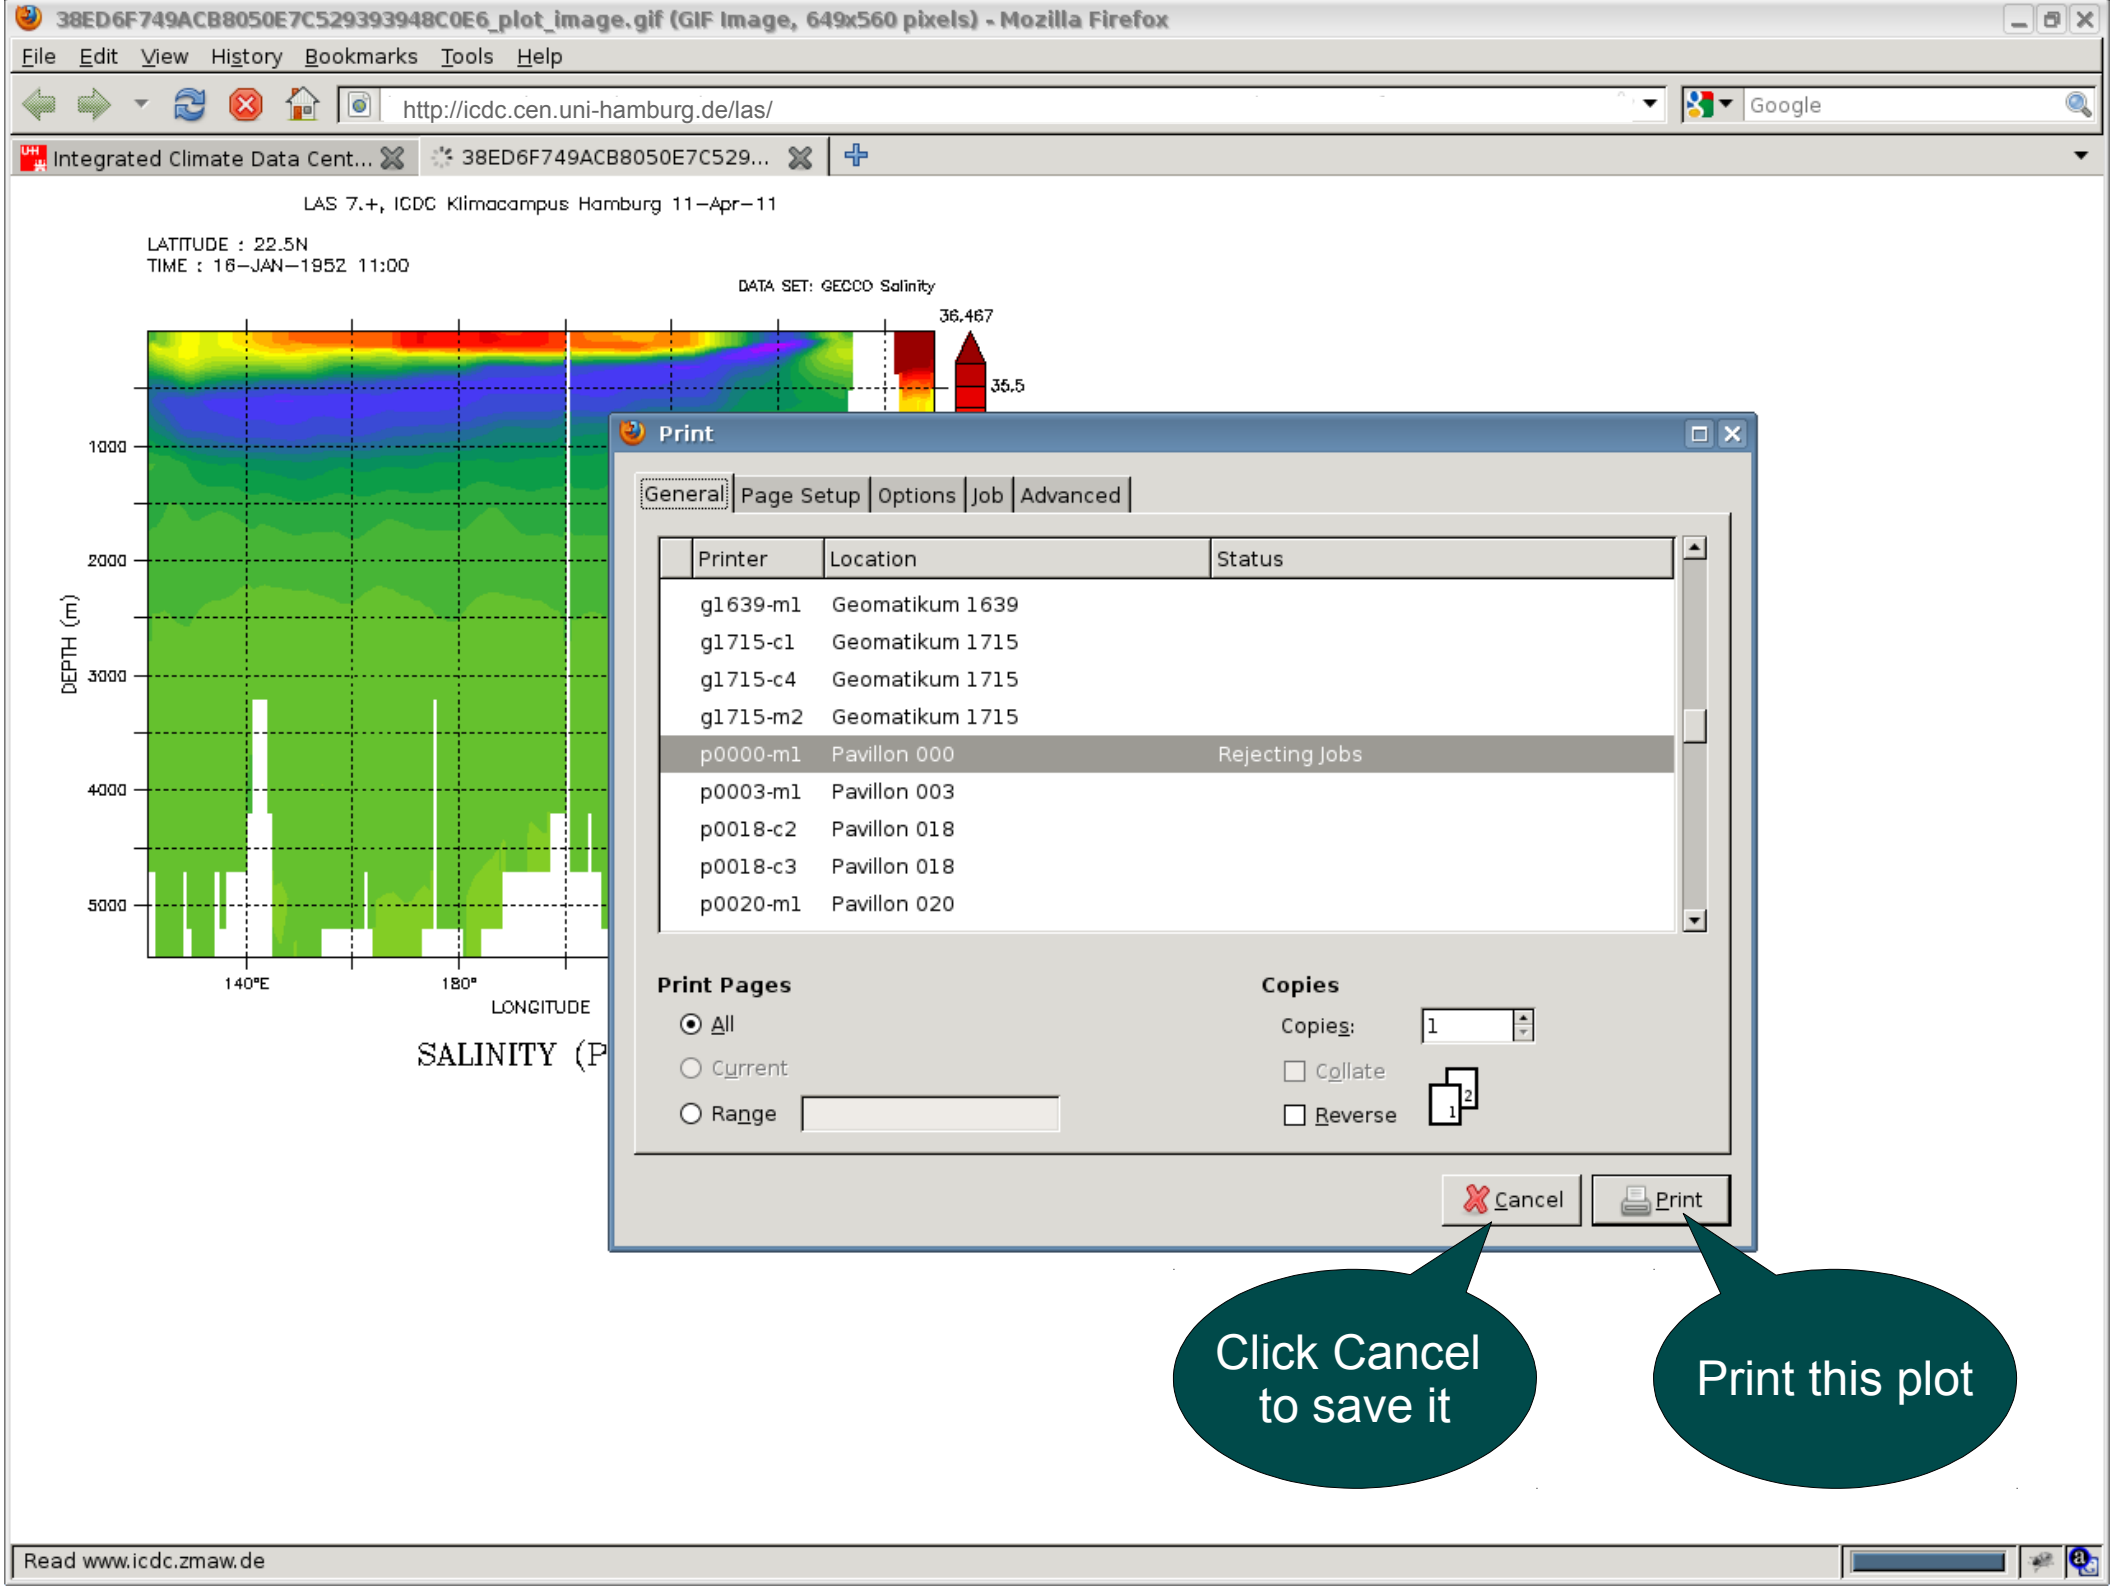 38ED6F749ACB8050E7C529393948C0E6_plot_image.gif (GIF Image, 649x560 pixels) - Mozilla Firefox
File Edit View History Bookmarks Tools Help
http://icdc.cen.uni-hamburg.de/las/
Google
Integrated Climate Data Cent...
38ED6F749ACB8050E7C529...
LAS 7.+, ICDC Klimacampus Hamburg 11-Apr-11
LATITUDE : 22.5N
TIME : 16-JAN-1952 11:00
DATA SET: GECCO Salinity
36.467
35.5
1000
2000
3000
4000
5000
DEPTH (m)
140°E
180°
LONGITUDE
SALINITY (P
Print
General Page Setup Options Job Advanced
Printer Location Status
g1639-m1 Geomatikum 1639
g1715-c1 Geomatikum 1715
g1715-c4 Geomatikum 1715
g1715-m2 Geomatikum 1715
p0000-m1 Pavillon 000 Rejecting Jobs
p0003-m1 Pavillon 003
p0018-c2 Pavillon 018
p0018-c3 Pavillon 018
p0020-m1 Pavillon 020
Print Pages
All
Current
Range
Copies
Copies: 1
Collate
Reverse
1 2
Cancel
Print
Click Cancel
to save it
Print this plot
Read www.icdc.zmaw.de